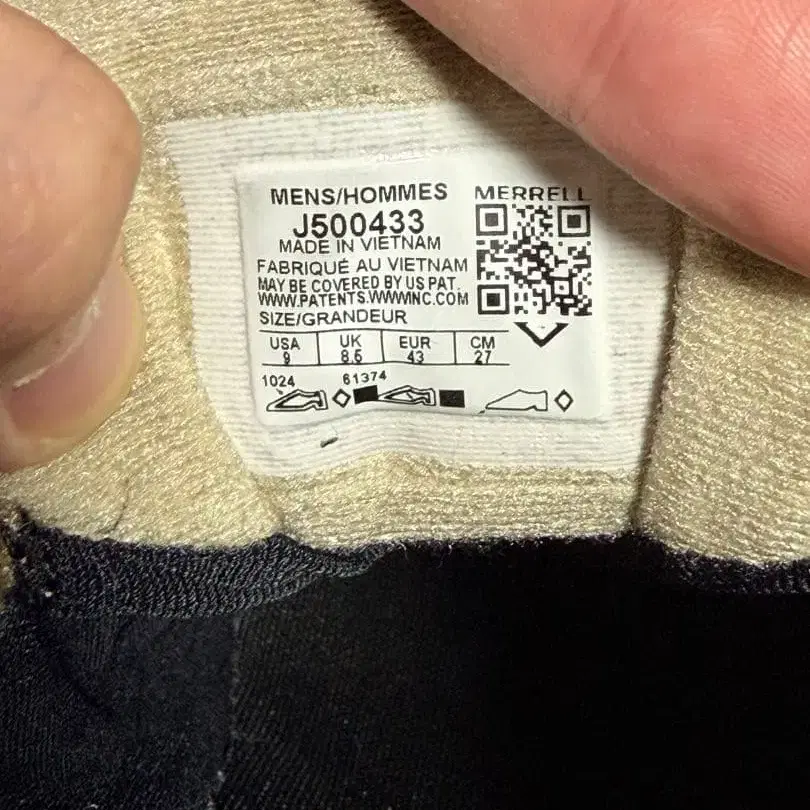 MENS/HOMMES
MERRELL
J500433
MADE IN VIETNAM
FABRIQUÉ AU VIETNAM
MAY BE COVERED BY US PAT.
WWW.PATENTS.WWWINC.COM
SIZE/GRANDEUR
USA UK EUR CM
9 8.5 43 27
1024 61374